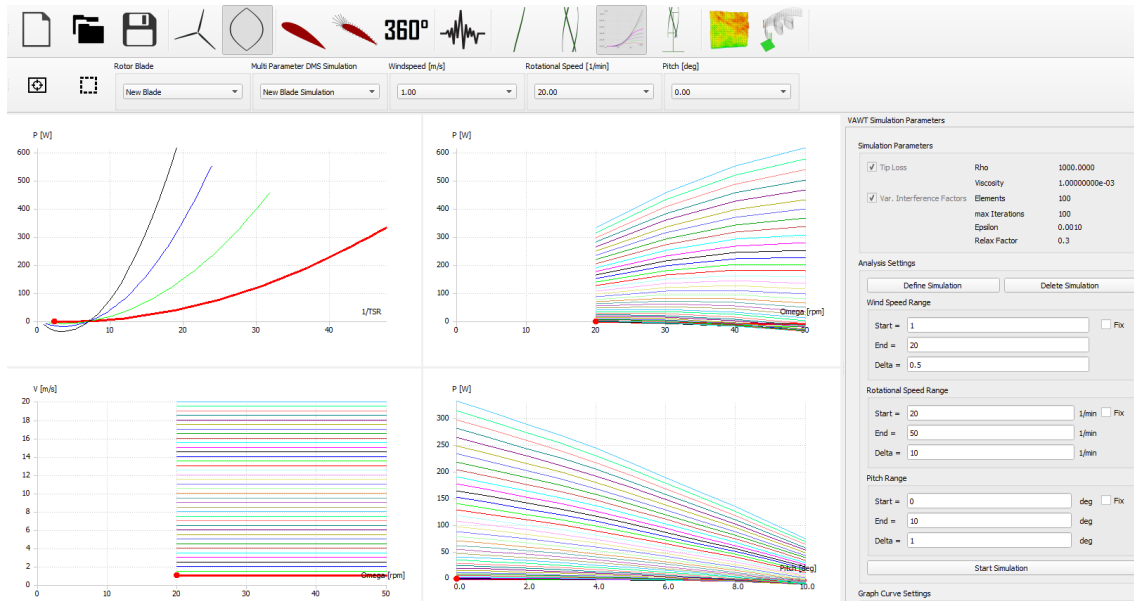 360°
Rotor Blade Multi Parameter DMS Simulation Windspeed [m/s] Rotational Speed [1/min] Pitch [deg]
New Blade New Blade Simulation 1.00 20.00 0.00
P [W]
600
500
400
300
200
100
0
0 10 20 30 40
1/TSR
P [W]
600
500
400
300
200
100
0
0 10 20 30 40 50
Omega [rpm]
V [m/s]
20
18
16
14
12
10
8
6
4
2
0
0 10 20 30 40 50
Omega [rpm]
P [W]
300
250
200
150
100
50
0
0.0 2.0 4.0 6.0 8.0 10.0
Pitch [deg]
VAWT Simulation Parameters
Simulation Parameters
Tip Loss Rho 1000.0000
Viscosity 1.00000000e-03
Var. Interference Factors Elements 100
max Iterations 100
Epsilon 0.0010
Relax Factor 0.3
Analysis Settings
Define Simulation Delete Simulation
Wind Speed Range
Start = 1 Fix
End = 20
Delta = 0.5
Rotational Speed Range
Start = 20 1/min Fix
End = 50 1/min
Delta = 10 1/min
Pitch Range
Start = 0 deg Fix
End = 10 deg
Delta = 1 deg
Start Simulation
Graph Curve Settings